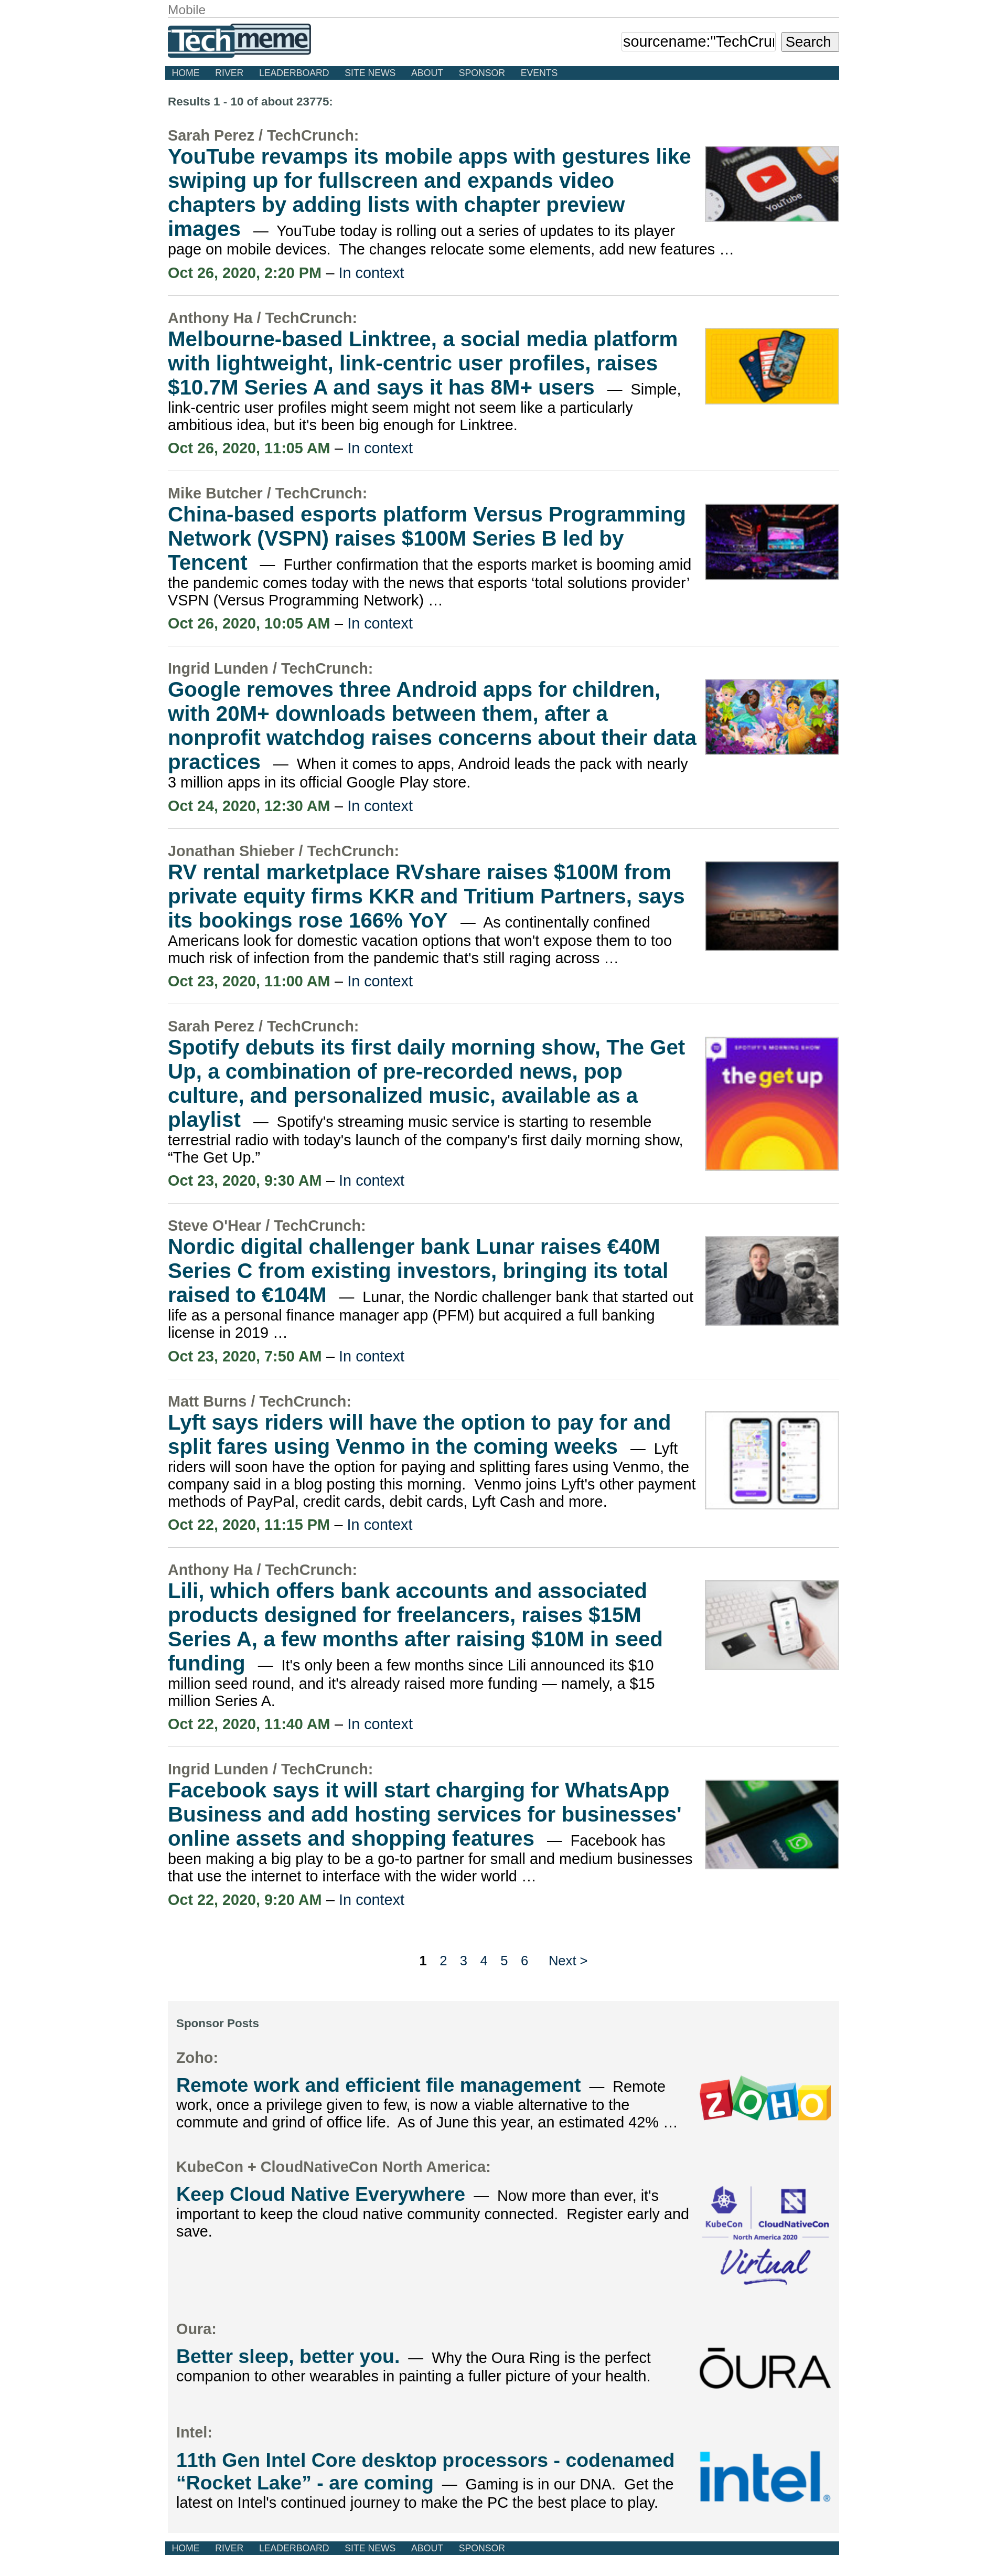 Mobile
Techmeme
sourcename:"TechCru
Search
HOME RIVER LEADERBOARD SITE NEWS ABOUT SPONSOR EVENTS
Results 1 - 10 of about 23775:
Sarah Perez / TechCrunch:
YouTube revamps its mobile apps with gestures like
swiping up for fullscreen and expands video
chapters by adding lists with chapter preview
images — YouTube today is rolling out a series of updates to its player
page on mobile devices. The changes relocate some elements, add new features …
Oct 26, 2020, 2:20 PM – In context
YouTube
Anthony Ha / TechCrunch:
Melbourne-based Linktree, a social media platform
with lightweight, link-centric user profiles, raises
$10.7M Series A and says it has 8M+ users — Simple,
link-centric user profiles might seem might not seem like a particularly
ambitious idea, but it's been big enough for Linktree.
Oct 26, 2020, 11:05 AM – In context
Mike Butcher / TechCrunch:
China-based esports platform Versus Programming
Network (VSPN) raises $100M Series B led by
Tencent — Further confirmation that the esports market is booming amid
the pandemic comes today with the news that esports ‘total solutions provider’
VSPN (Versus Programming Network) …
Oct 26, 2020, 10:05 AM – In context
Ingrid Lunden / TechCrunch:
Google removes three Android apps for children,
with 20M+ downloads between them, after a
nonprofit watchdog raises concerns about their data
practices — When it comes to apps, Android leads the pack with nearly
3 million apps in its official Google Play store.
Oct 24, 2020, 12:30 AM – In context
Jonathan Shieber / TechCrunch:
RV rental marketplace RVshare raises $100M from
private equity firms KKR and Tritium Partners, says
its bookings rose 166% YoY — As continentally confined
Americans look for domestic vacation options that won't expose them to too
much risk of infection from the pandemic that's still raging across …
Oct 23, 2020, 11:00 AM – In context
Sarah Perez / TechCrunch:
Spotify debuts its first daily morning show, The Get
Up, a combination of pre-recorded news, pop
culture, and personalized music, available as a
playlist — Spotify's streaming music service is starting to resemble
terrestrial radio with today's launch of the company's first daily morning show,
“The Get Up.”
Oct 23, 2020, 9:30 AM – In context
SPOTIFY'S MORNING SHOW
the get up
Steve O'Hear / TechCrunch:
Nordic digital challenger bank Lunar raises €40M
Series C from existing investors, bringing its total
raised to €104M — Lunar, the Nordic challenger bank that started out
life as a personal finance manager app (PFM) but acquired a full banking
license in 2019 …
Oct 23, 2020, 7:50 AM – In context
Matt Burns / TechCrunch:
Lyft says riders will have the option to pay for and
split fares using Venmo in the coming weeks — Lyft
riders will soon have the option for paying and splitting fares using Venmo, the
company said in a blog posting this morning. Venmo joins Lyft's other payment
methods of PayPal, credit cards, debit cards, Lyft Cash and more.
Oct 22, 2020, 11:15 PM – In context
Anthony Ha / TechCrunch:
Lili, which offers bank accounts and associated
products designed for freelancers, raises $15M
Series A, a few months after raising $10M in seed
funding — It's only been a few months since Lili announced its $10
million seed round, and it's already raised more funding — namely, a $15
million Series A.
Oct 22, 2020, 11:40 AM – In context
Ingrid Lunden / TechCrunch:
Facebook says it will start charging for WhatsApp
Business and add hosting services for businesses'
online assets and shopping features — Facebook has
been making a big play to be a go-to partner for small and medium businesses
that use the internet to interface with the wider world …
Oct 22, 2020, 9:20 AM – In context
WhatsApp
1 2 3 4 5 6 Next >
Sponsor Posts
Zoho:
Remote work and efficient file management — Remote
work, once a privilege given to few, is now a viable alternative to the
commute and grind of office life. As of June this year, an estimated 42% …
ZOHO
KubeCon + CloudNativeCon North America:
Keep Cloud Native Everywhere — Now more than ever, it's
important to keep the cloud native community connected. Register early and
save.
KubeCon CloudNativeCon
North America 2020
Virtual
Oura:
Better sleep, better you. — Why the Oura Ring is the perfect
companion to other wearables in painting a fuller picture of your health.
ŌURA
Intel:
11th Gen Intel Core desktop processors - codenamed
“Rocket Lake” - are coming — Gaming is in our DNA. Get the
latest on Intel's continued journey to make the PC the best place to play.
intel®
HOME RIVER LEADERBOARD SITE NEWS ABOUT SPONSOR